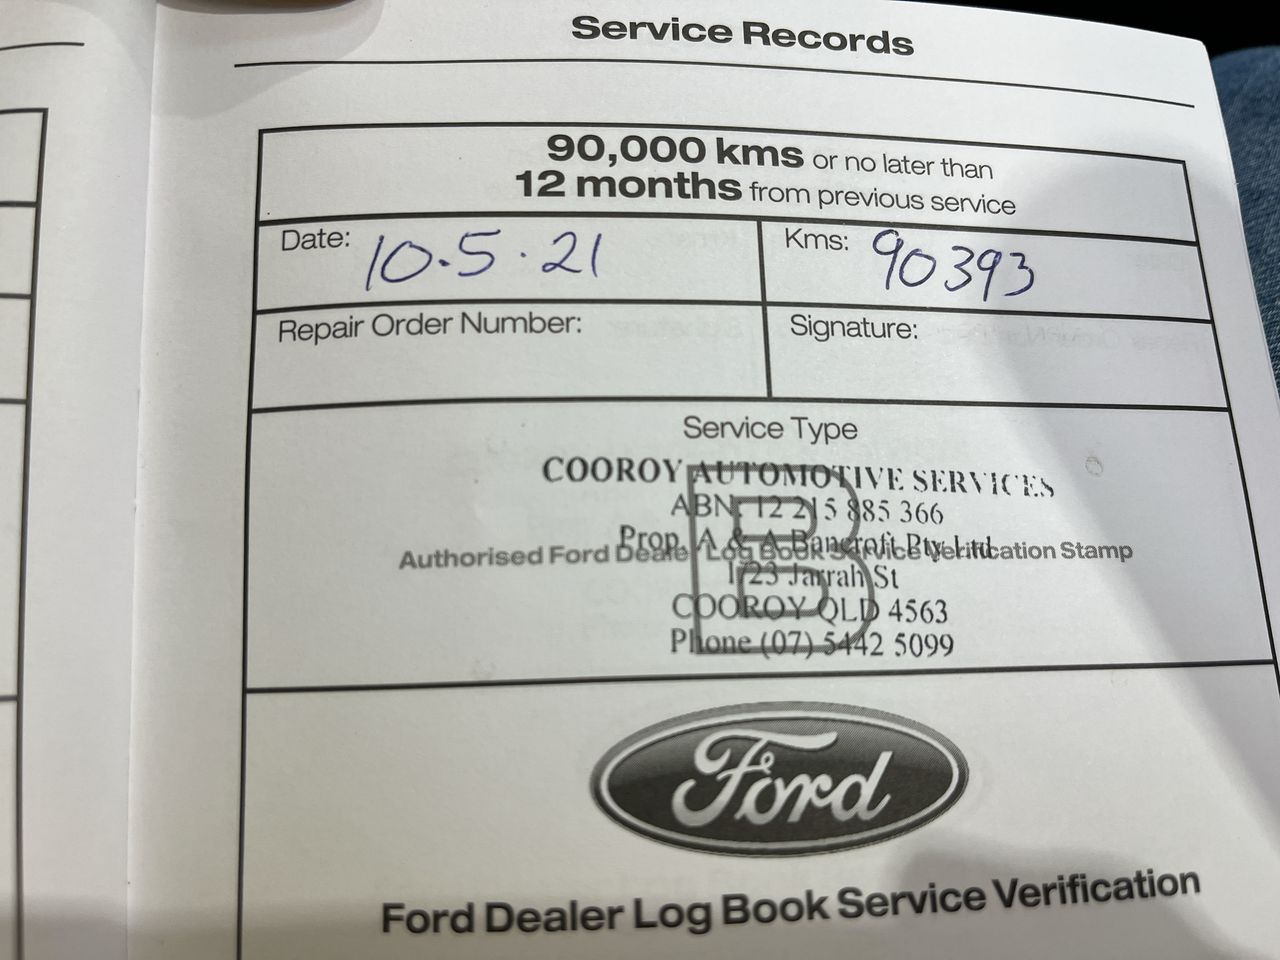 Service Records
90,000 kms or no later than
12 months from previous service
Date: 10.5.21
Kms: 90393
Repair Order Number:
Signature:
Service Type
B
COOROY AUTOMOTIVE SERVICES
ABN: 12 215 885 366
Prop. A & A Bancroft Pty Ltd
Authorised Ford Dealer Log Book Service Verification Stamp
1/23 Jarrah St
COOROY QLD 4563
Phone (07) 5442 5099
Ford
Ford Dealer Log Book Service Verification